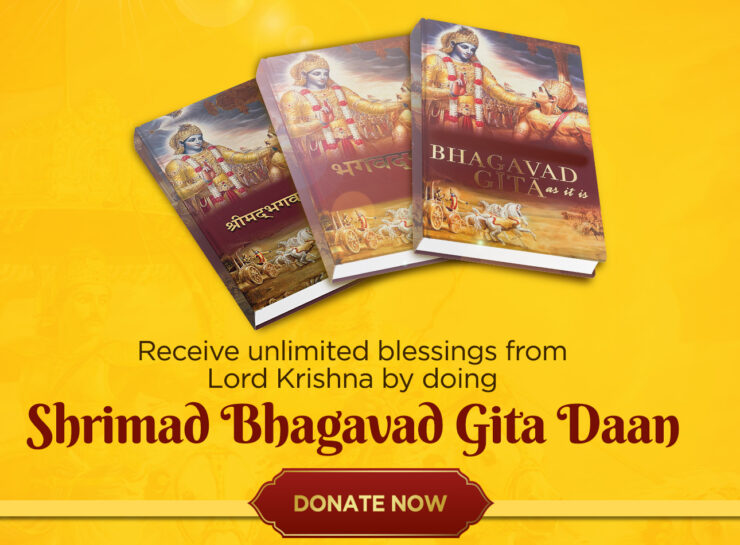 श्रीमद्भगव
भगवद्
BHAGAVAD
GĪTĀ as it is
Receive unlimited blessings from
Lord Krishna by doing
Shrimad Bhagavad Gita Daan
DONATE NOW